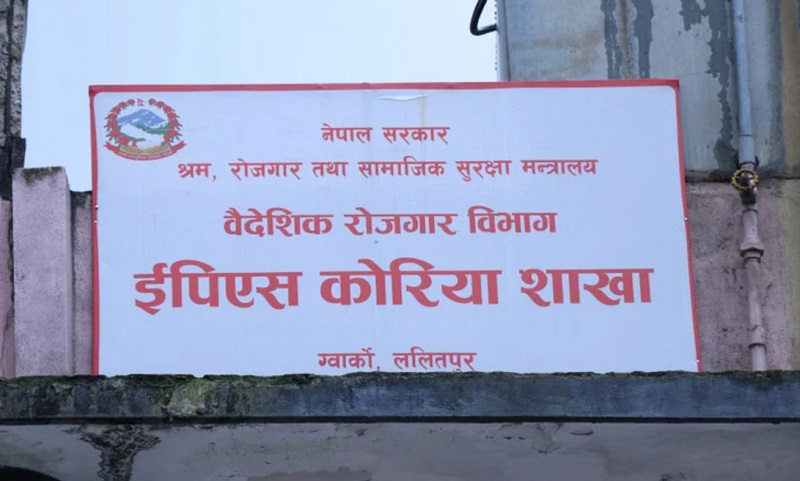 नेपाल सरकार
श्रम, रोजगार तथा सामाजिक सुरक्षा मन्त्रालय
वैदेशिक रोजगार विभाग
ईपिएस कोरिया शाखा
ग्वार्को, ललितपुर